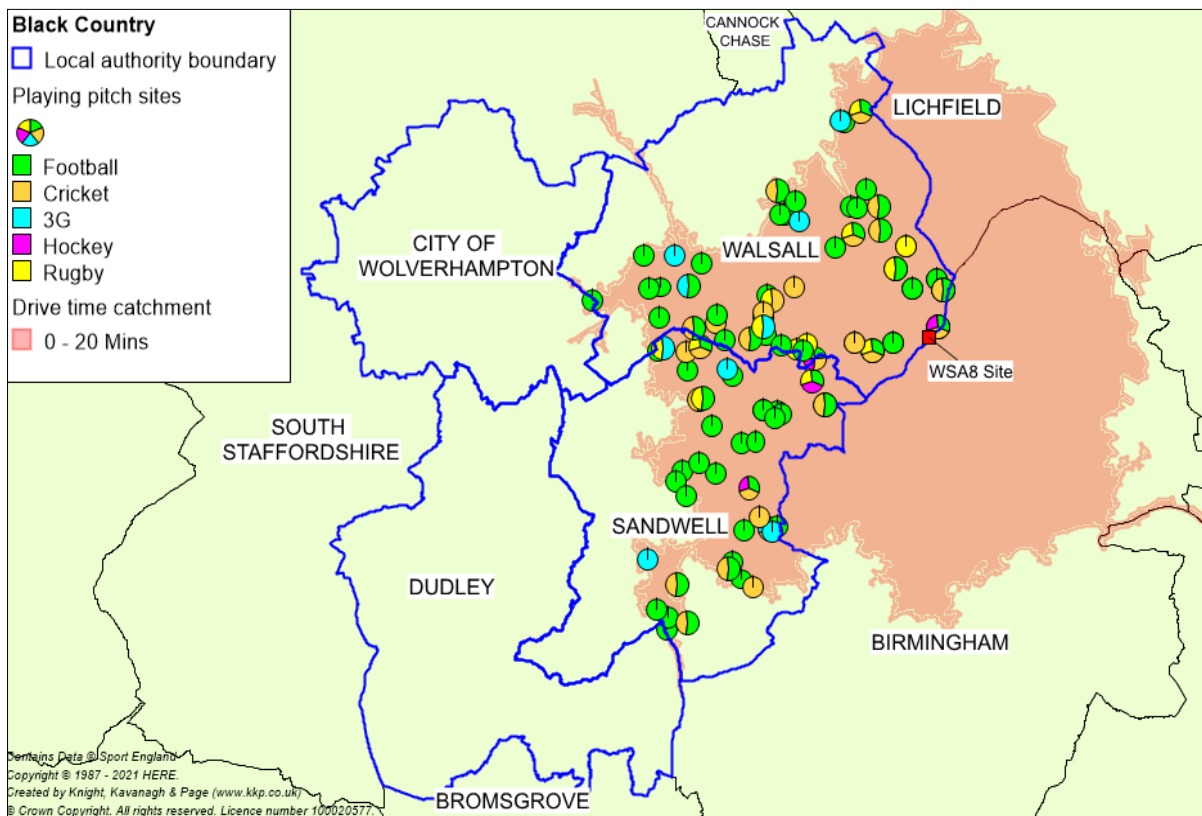 Black Country
Local authority boundary
Playing pitch sites
Football
Cricket
3G
Hockey
Rugby
Drive time catchment
0 - 20 Mins
CANNOCK
CHASE
LICHFIELD
CITY OF
WOLVERHAMPTON
WALSALL
WSA8 Site
SOUTH
STAFFORDSHIRE
SANDWELL
DUDLEY
BIRMINGHAM
BROMSGROVE
Contains Data © Sport England
Copyright © 1987 - 2021 HERE.
Created by Knight, Kavanagh & Page (www.kkp.co.uk)
© Crown Copyright. All rights reserved. Licence number 100020577.